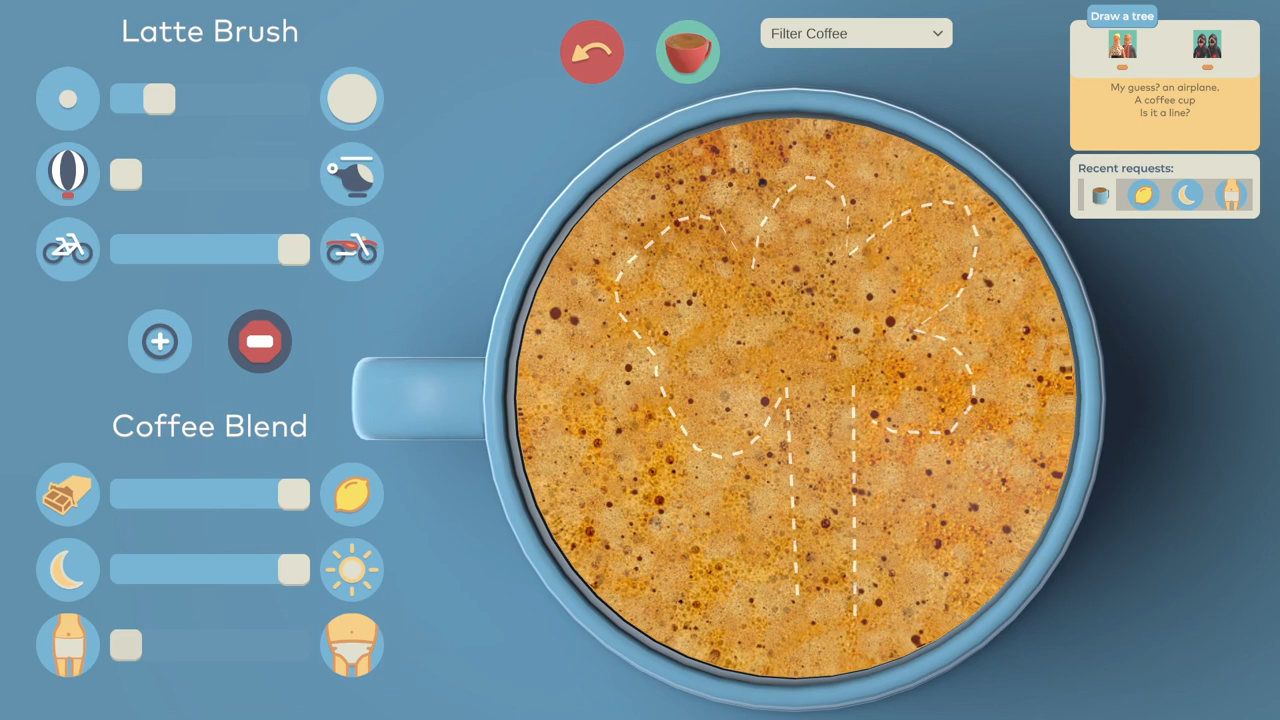 Latte Brush
Filter Coffee
Draw a tree
My guess? an airplane.
A coffee cup
Is it a line?
Recent requests:
Coffee Blend